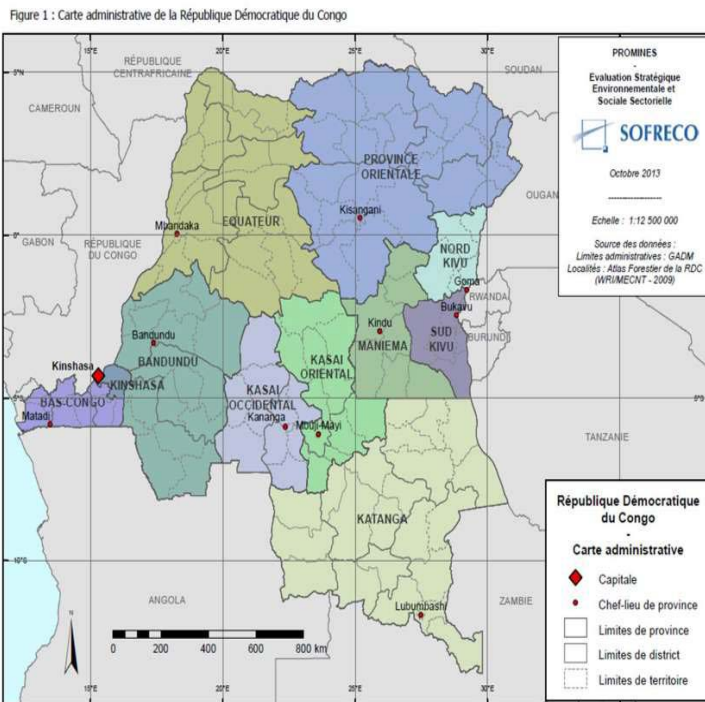 Figure 1 : Carte administrative de la République Démocratique du Congo
15°E
20°E
25°E
30°E
RÉPUBLIQUE
CENTRAFRICAINE
SOUDAN
CAMEROUN
5°N
PROVINCE
ORIENTALE
OUGAN
EQUATEUR
Kisangani
Mbandaka
0°
GABON
RÉPUBLIQUE
DU CONGO
NORD
KIVU
Goma
RWANDA
Bukavu
BURUNDI
Kindu
MANIEMA
SUD
KIVU
Bandundu
BANDUNDU
KASAI
ORIENTAL
Kinshasa
KINSHASA
BAS-CONGO
Matadi
KASAI
OCCIDENTAL
Kananga
Mbuji-Mayi
5°S
TANZANIE
KATANGA
10°S
ANGOLA
Lubumbashi
ZAMBIE
N
0
200
400
600
800 km
15°E
20°E
25°E
30°E
PROMINES
-
Evaluation Stratégique
Environnementale et
Sociale Sectorielle
SOFRECO
Octobre 2013
--------------------
Echelle : 1:12 500 000
Source des données :
Limites administratives : GADM
Localités : Atlas Forestier de la RDC
(WRI/MECNT - 2009)
République Démocratique
du Congo
-
Carte administrative
Capitale
Chef-lieu de province
Limites de province
Limites de district
Limites de territoire